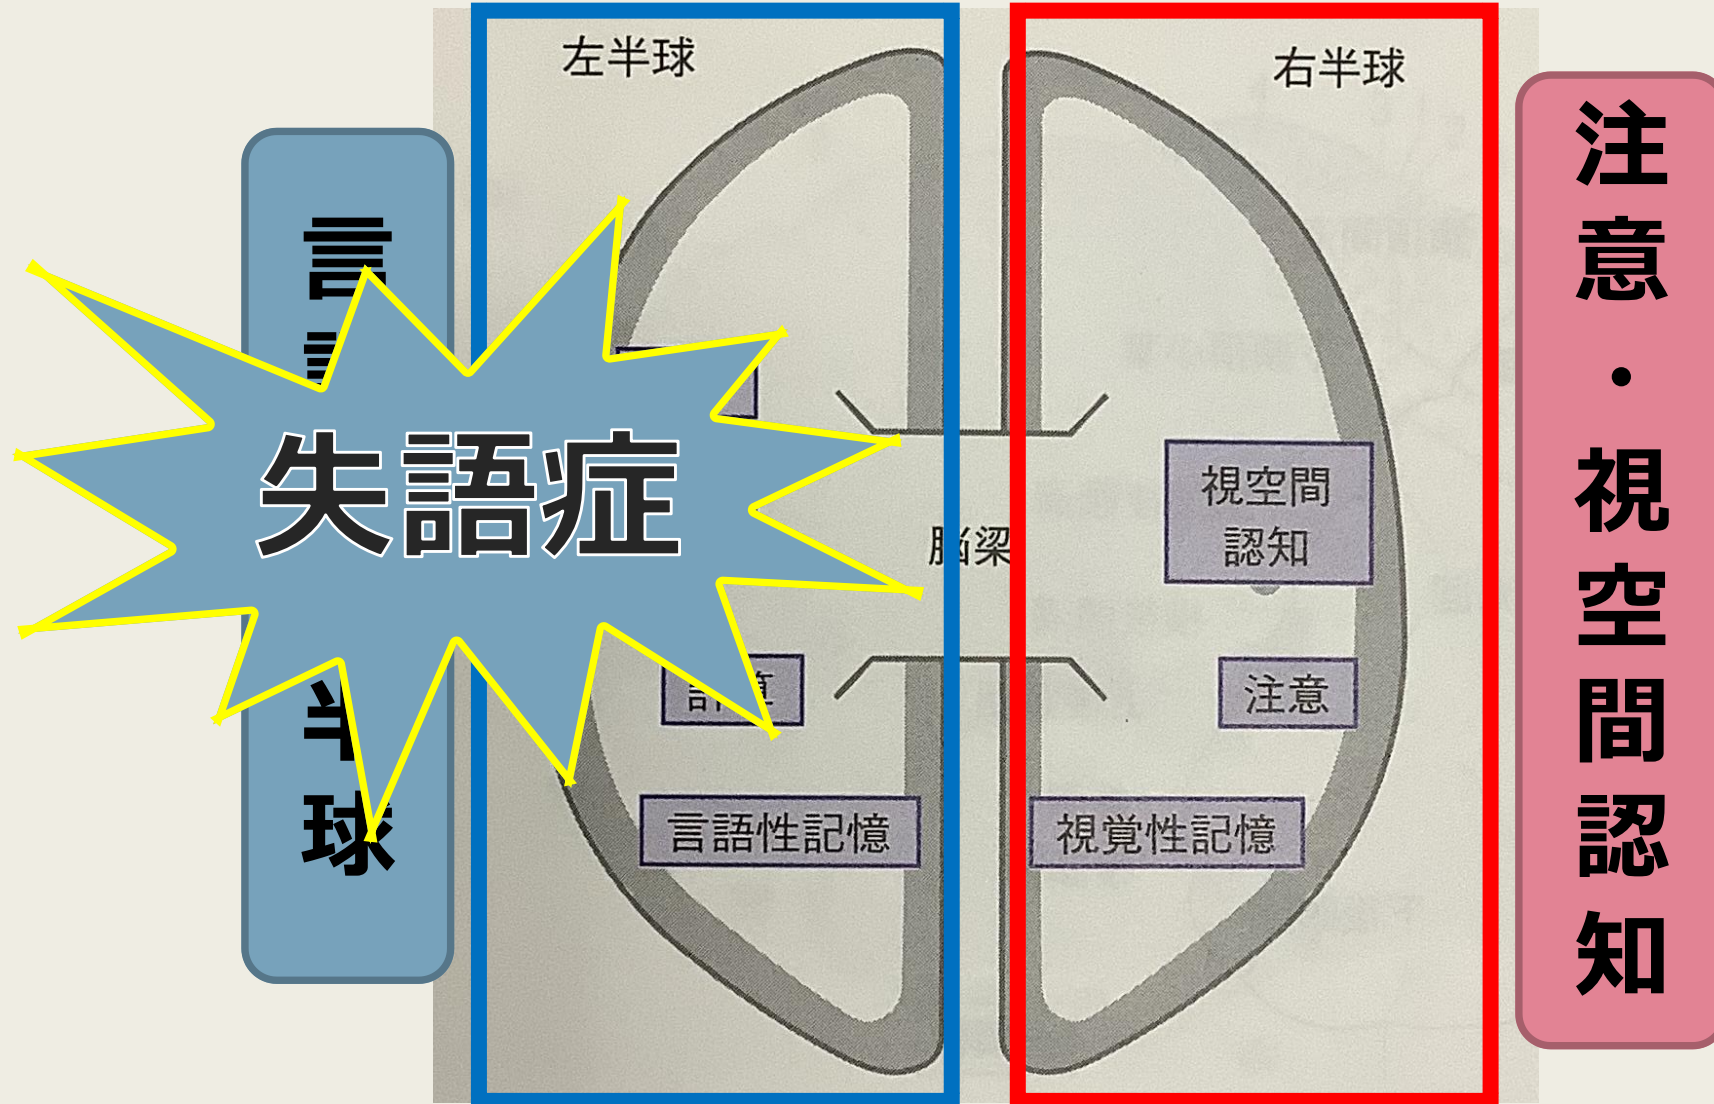 左半球
右半球
失語症
脳梁
視空間
認知
注意
言語性記憶
視覚性記憶
注意・視空間認知